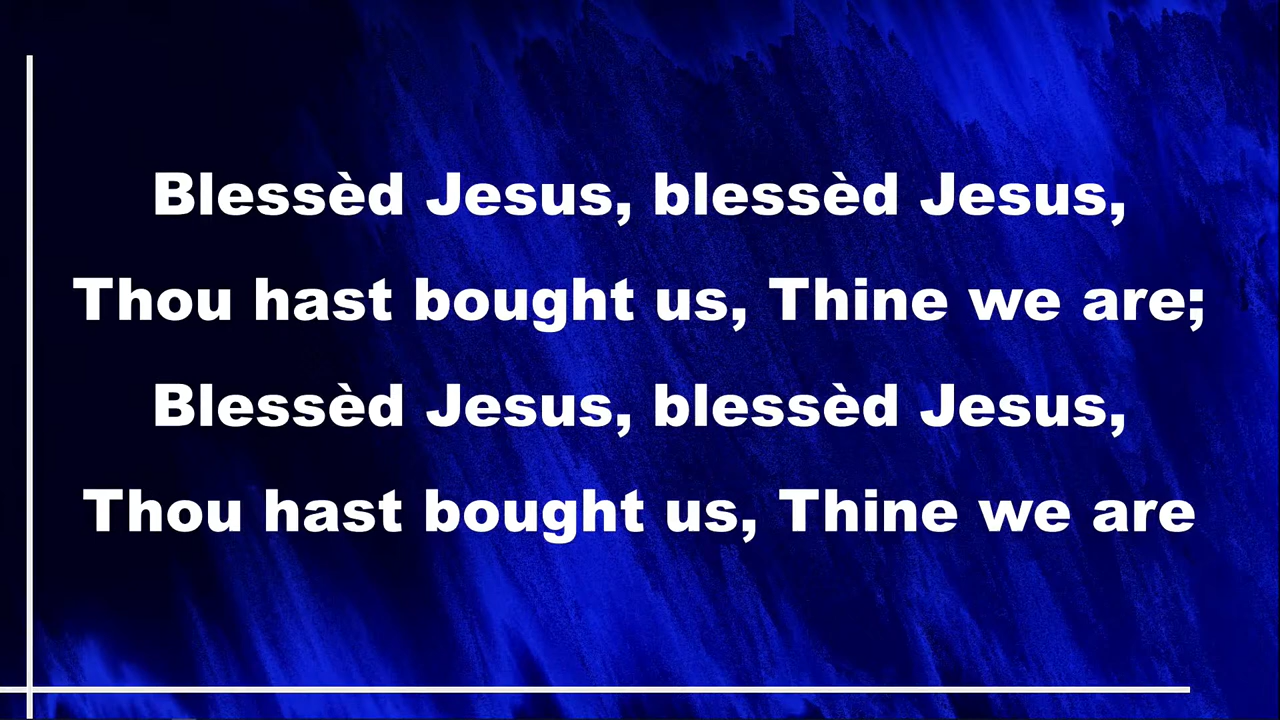 Blessèd Jesus, blessèd Jesus,
Thou hast bought us, Thine we are;
Blessèd Jesus, blessèd Jesus,
Thou hast bought us, Thine we are